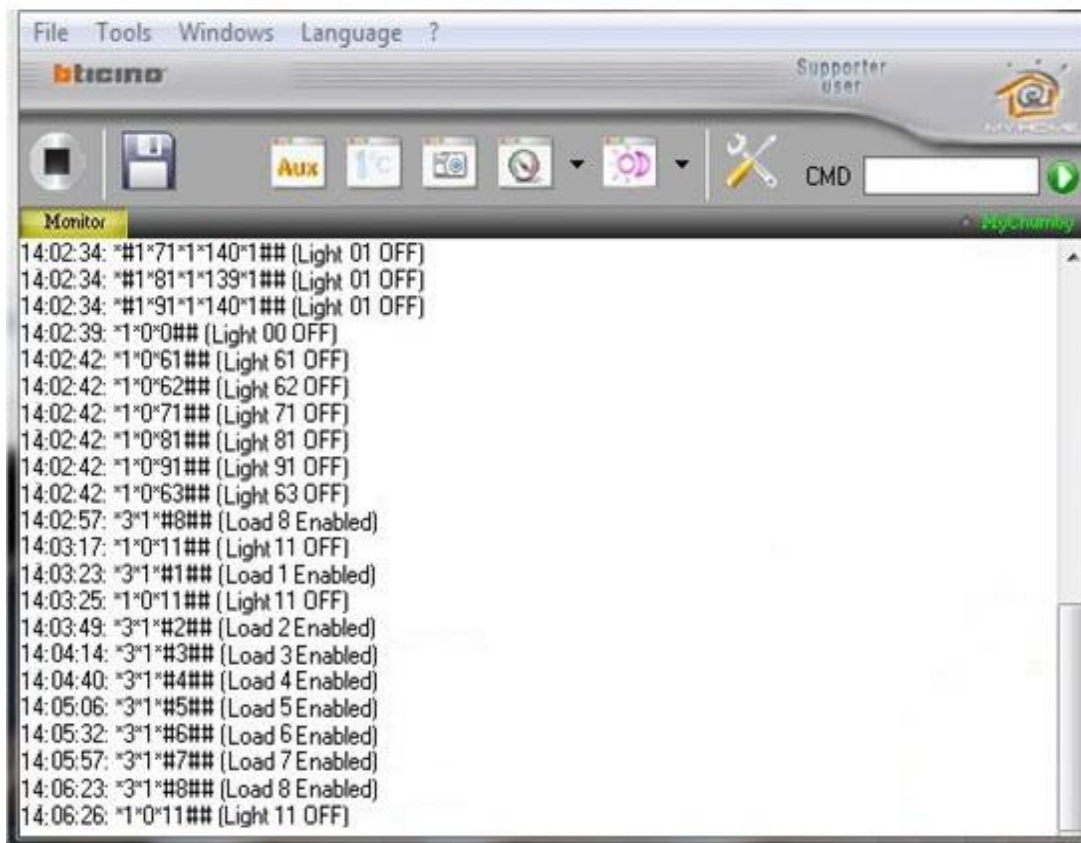 File Tools Windows Language ?
bticino
Supporter
user
MY HOME
Aux
1°C
CMD
Monitor
MyChumby
14:02:34: *#1*71*1*140*1## (Light 01 OFF)
14:02:34: *#1*81*1*139*1## (Light 01 OFF)
14:02:34: *#1*91*1*140*1## (Light 01 OFF)
14:02:39: *1*0*0## (Light 00 OFF)
14:02:42: *1*0*61## (Light 61 OFF)
14:02:42: *1*0*62## (Light 62 OFF)
14:02:42: *1*0*71## (Light 71 OFF)
14:02:42: *1*0*81## (Light 81 OFF)
14:02:42: *1*0*91## (Light 91 OFF)
14:02:42: *1*0*63## (Light 63 OFF)
14:02:57: *3*1*#8## (Load 8 Enabled)
14:03:17: *1*0*11## (Light 11 OFF)
14:03:23: *3*1*#1## (Load 1 Enabled)
14:03:25: *1*0*11## (Light 11 OFF)
14:03:49: *3*1*#2## (Load 2 Enabled)
14:04:14: *3*1*#3## (Load 3 Enabled)
14:04:40: *3*1*#4## (Load 4 Enabled)
14:05:06: *3*1*#5## (Load 5 Enabled)
14:05:32: *3*1*#6## (Load 6 Enabled)
14:05:57: *3*1*#7## (Load 7 Enabled)
14:06:23: *3*1*#8## (Load 8 Enabled)
14:06:26: *1*0*11## (Light 11 OFF)